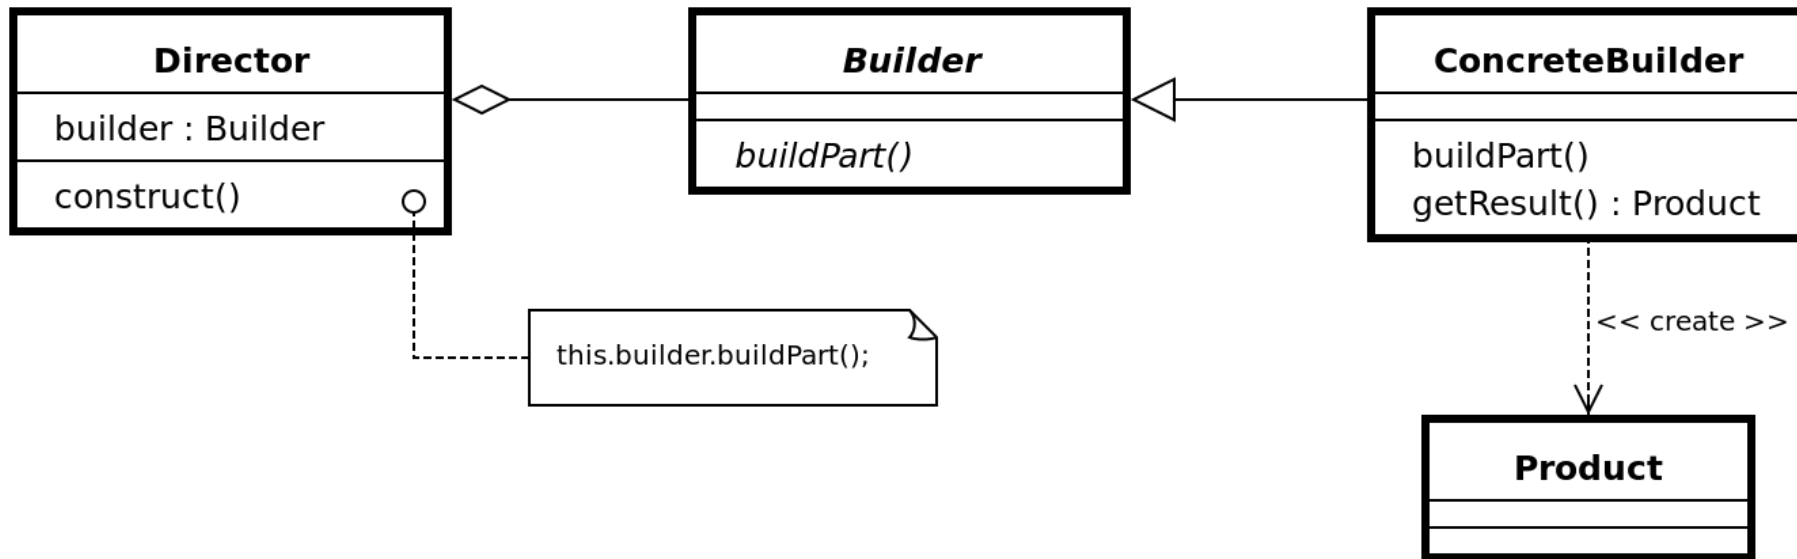 Director
builder : Builder
construct()
Builder
buildPart()
ConcreteBuilder
buildPart()
getResult() : Product
this.builder.buildPart();
<< create >>
Product